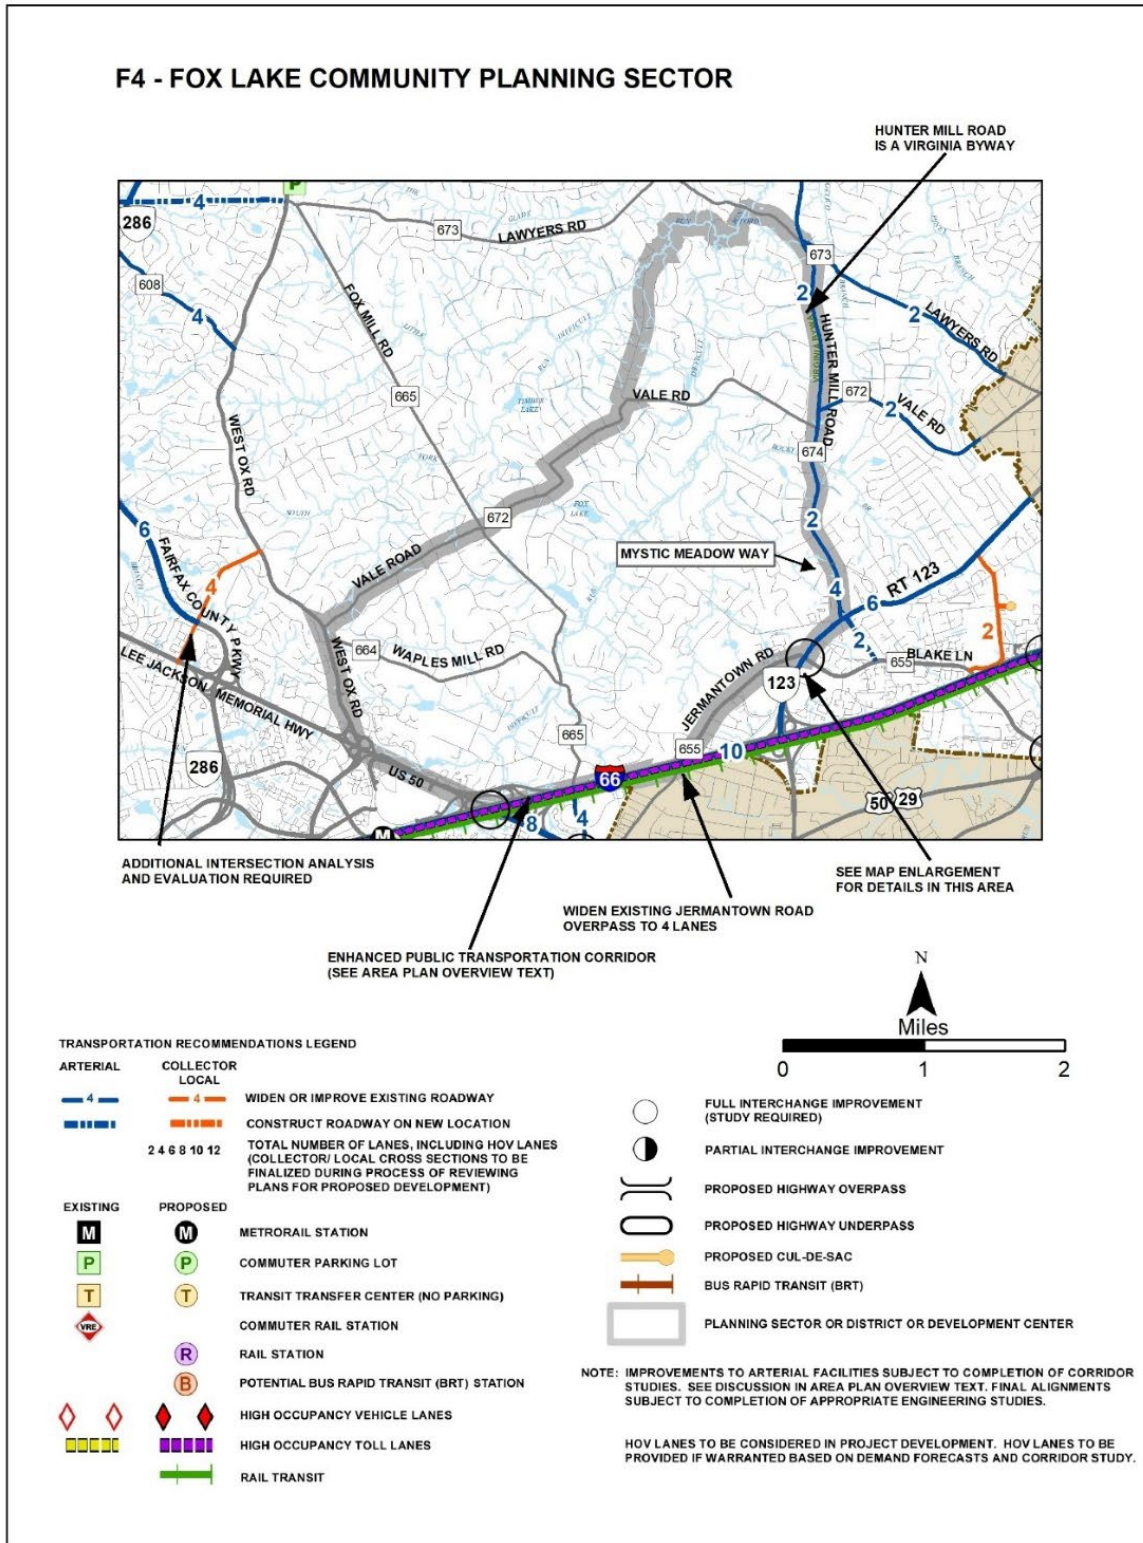 F4 - FOX LAKE COMMUNITY PLANNING SECTOR
HUNTER MILL ROAD
IS A VIRGINIA BYWAY
P
4
286
673
LAWYERS RD
673
608
4
FOX MILL RD
2
2
LAWYERS RD
HUNTER MILL ROAD
TIMBER
LAKE
665
VALE RD
672
2
VALE RD
WEST OX RD
674
FOX
LAKE
672
2
6
VALE ROAD
MYSTIC MEADOW WAY
FAIRFAX COUNTY PKWY
4
4
6
RT 123
2
2
664
WAPLES MILL RD
WEST OX RD
JERMANTOWN RD
655
BLAKE LN
LEE JACKSON MEMORIAL HWY
123
665
655
10
286
US 50
66
50
29
M
8
4
ADDITIONAL INTERSECTION ANALYSIS
AND EVALUATION REQUIRED
SEE MAP ENLARGEMENT
FOR DETAILS IN THIS AREA
WIDEN EXISTING JERMANTOWN ROAD
OVERPASS TO 4 LANES
ENHANCED PUBLIC TRANSPORTATION CORRIDOR
(SEE AREA PLAN OVERVIEW TEXT)
N
Miles
0 1 2
TRANSPORTATION RECOMMENDATIONS LEGEND
ARTERIAL
COLLECTOR
LOCAL
4 4 WIDEN OR IMPROVE EXISTING ROADWAY
CONSTRUCT ROADWAY ON NEW LOCATION
2 4 6 8 10 12 TOTAL NUMBER OF LANES, INCLUDING HOV LANES
(COLLECTOR/ LOCAL CROSS SECTIONS TO BE
FINALIZED DURING PROCESS OF REVIEWING
PLANS FOR PROPOSED DEVELOPMENT)
EXISTING PROPOSED
M M METRORAIL STATION
P P COMMUTER PARKING LOT
T T TRANSIT TRANSFER CENTER (NO PARKING)
VRE COMMUTER RAIL STATION
R RAIL STATION
B POTENTIAL BUS RAPID TRANSIT (BRT) STATION
HIGH OCCUPANCY VEHICLE LANES
HIGH OCCUPANCY TOLL LANES
RAIL TRANSIT
FULL INTERCHANGE IMPROVEMENT
(STUDY REQUIRED)
PARTIAL INTERCHANGE IMPROVEMENT
PROPOSED HIGHWAY OVERPASS
PROPOSED HIGHWAY UNDERPASS
PROPOSED CUL-DE-SAC
BUS RAPID TRANSIT (BRT)
PLANNING SECTOR OR DISTRICT OR DEVELOPMENT CENTER
NOTE: IMPROVEMENTS TO ARTERIAL FACILITIES SUBJECT TO COMPLETION OF CORRIDOR
STUDIES. SEE DISCUSSION IN AREA PLAN OVERVIEW TEXT. FINAL ALIGNMENTS
SUBJECT TO COMPLETION OF APPROPRIATE ENGINEERING STUDIES.
HOV LANES TO BE CONSIDERED IN PROJECT DEVELOPMENT. HOV LANES TO BE
PROVIDED IF WARRANTED BASED ON DEMAND FORECASTS AND CORRIDOR STUDY.